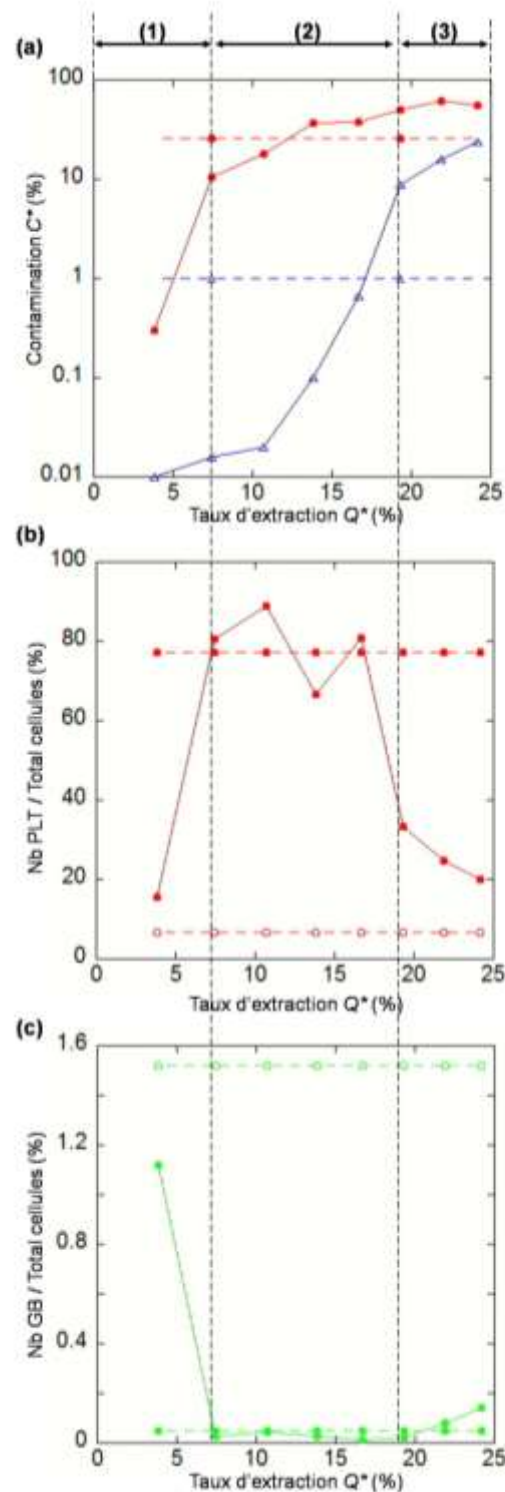 (1) (2) (3)
(a)
100
10
1
0.1
0.01
Contamination C* (%)
0 5 10 15 20 25
Taux d'extraction Q* (%)
(b)
100
80
60
40
20
0
Nb PLT / Total cellules (%)
0 5 10 15 20 25
Taux d'extraction Q* (%)
(c)
1.6
1.2
0.8
0.4
0
Nb GB / Total cellules (%)
0 5 10 15 20 25
Taux d'extraction Q* (%)